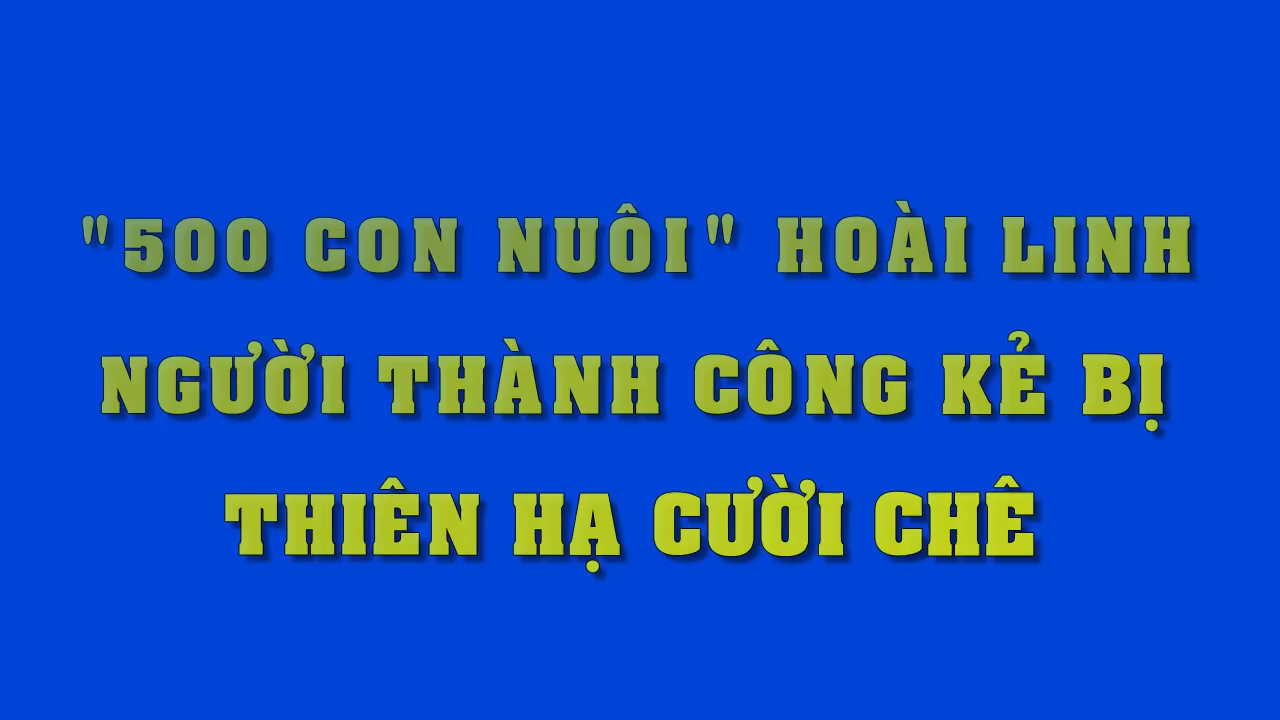 "500 CON NUÔI" HOÀI LINH
NGƯỜI THÀNH CÔNG KẺ BỊ
THIÊN HẠ CƯỜI CHÊ